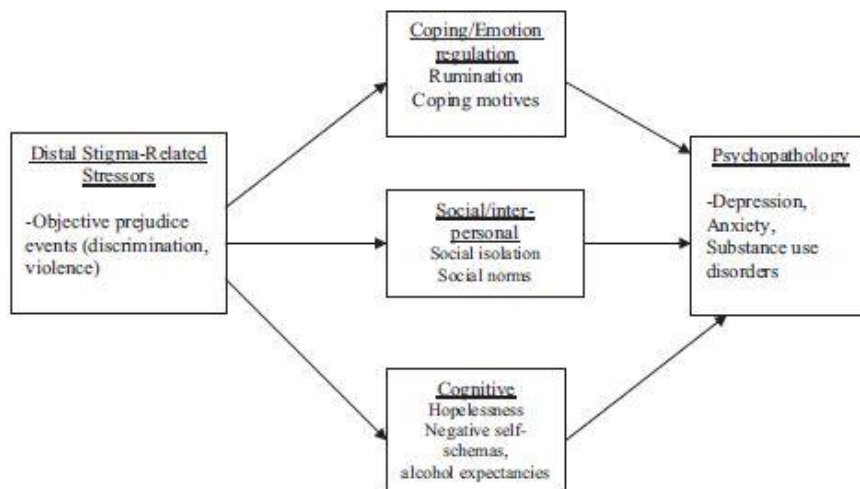 Coping/Emotion
regulation
Rumination
Coping motives
Distal Stigma-Related
Stressors
-Objective prejudice
events (discrimination,
violence)
Social/inter-
personal
Social isolation
Social norms
Cognitive
Hopelessness
Negative self-
schemas,
alcohol expectancies
Psychopathology
-Depression,
Anxiety,
Substance use
disorders